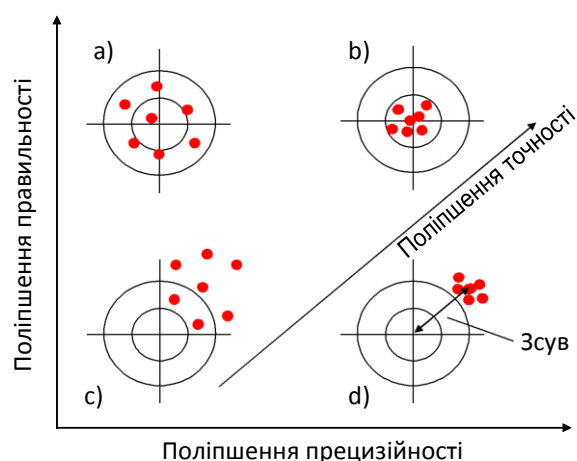 a)
b)
Поліпшення правильності
Поліпшення точності
Зсув
c)
d)
Поліпшення прецизійності